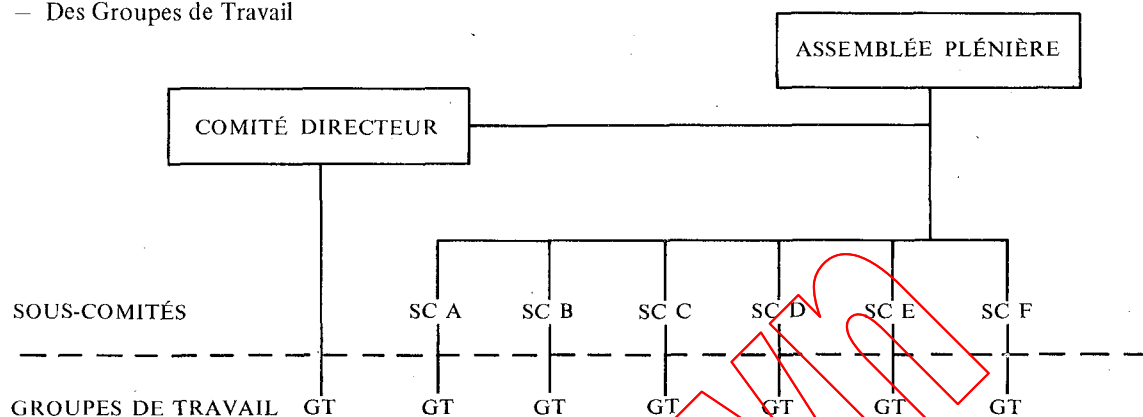 — Des Groupes de Travail
ASSEMBLÉE PLÉNIÈRE
COMITÉ DIRECTEUR
SOUS-COMITÉS SC A SC B SC C SC D SC E SC F
GROUPES DE TRAVAIL GT GT GT GT GT GT GT